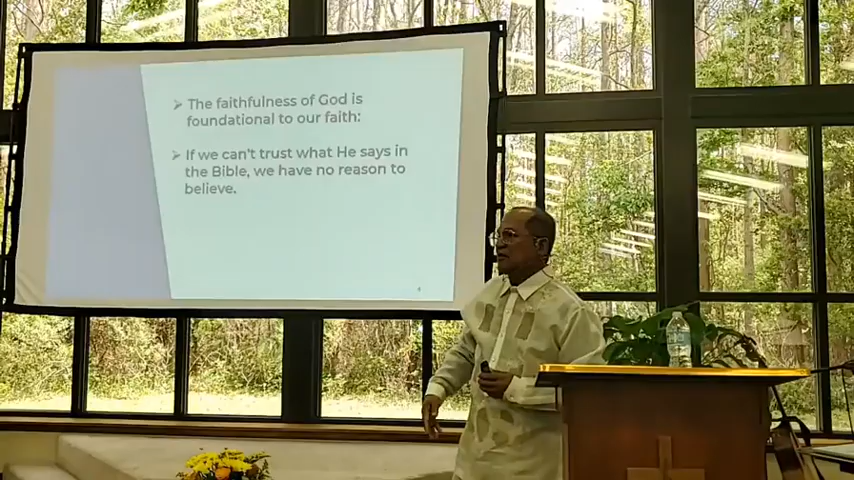 ➢ The faithfulness of God is
foundational to our faith:
➢ If we can't trust what He says in
the Bible, we have no reason to
believe.